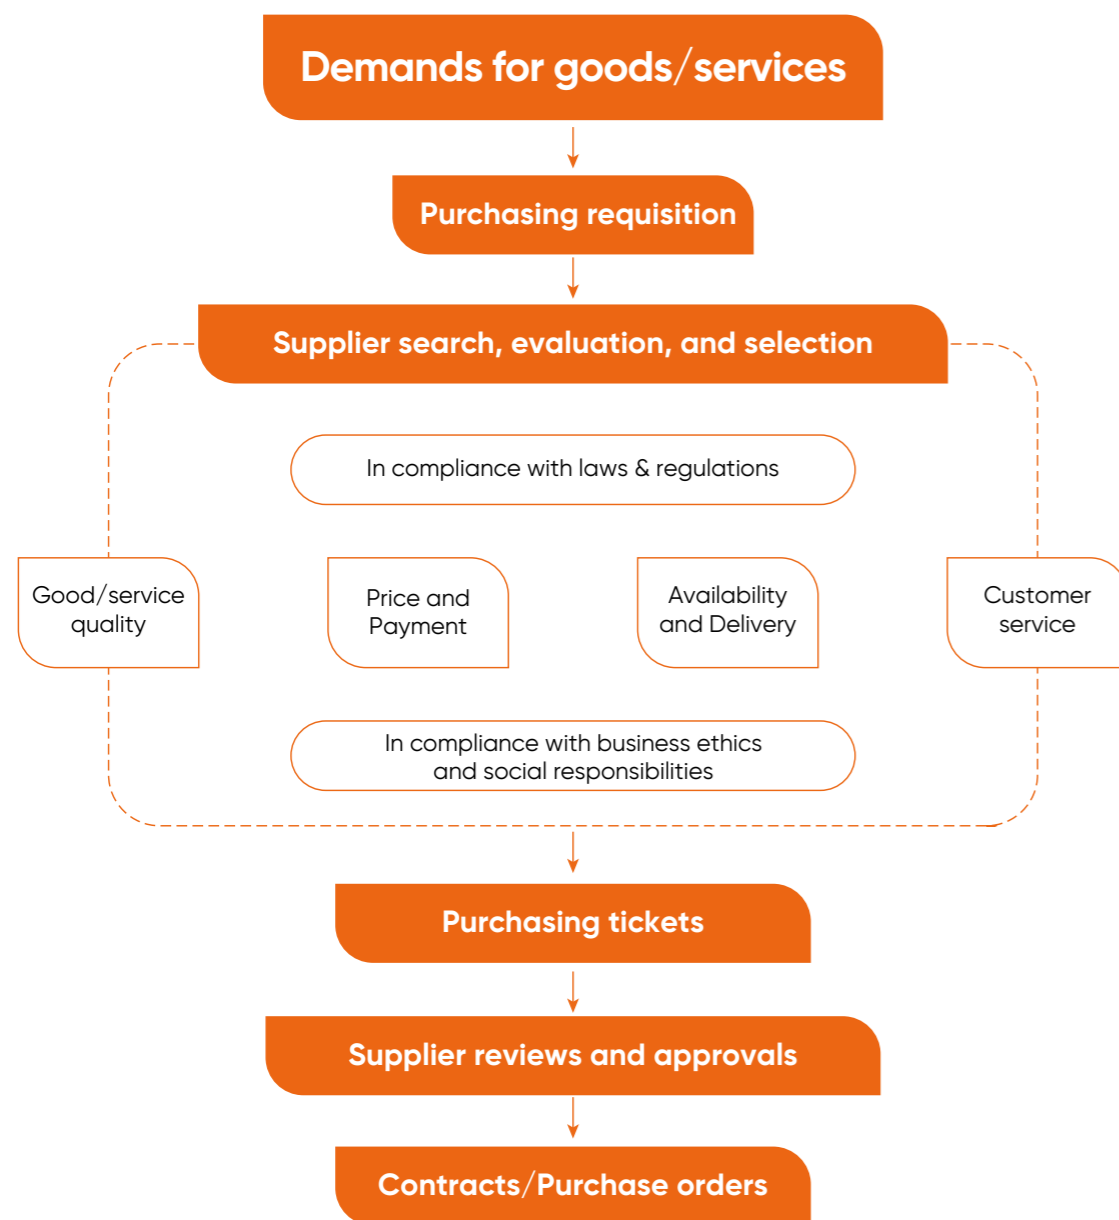 Demands for goods/services
Purchasing requisition
Supplier search, evaluation, and selection
In compliance with laws & regulations
Good/service
quality
Price and
Payment
Availability
and Delivery
Customer
service
In compliance with business ethics
and social responsibilities
Purchasing tickets
Supplier reviews and approvals
Contracts/Purchase orders